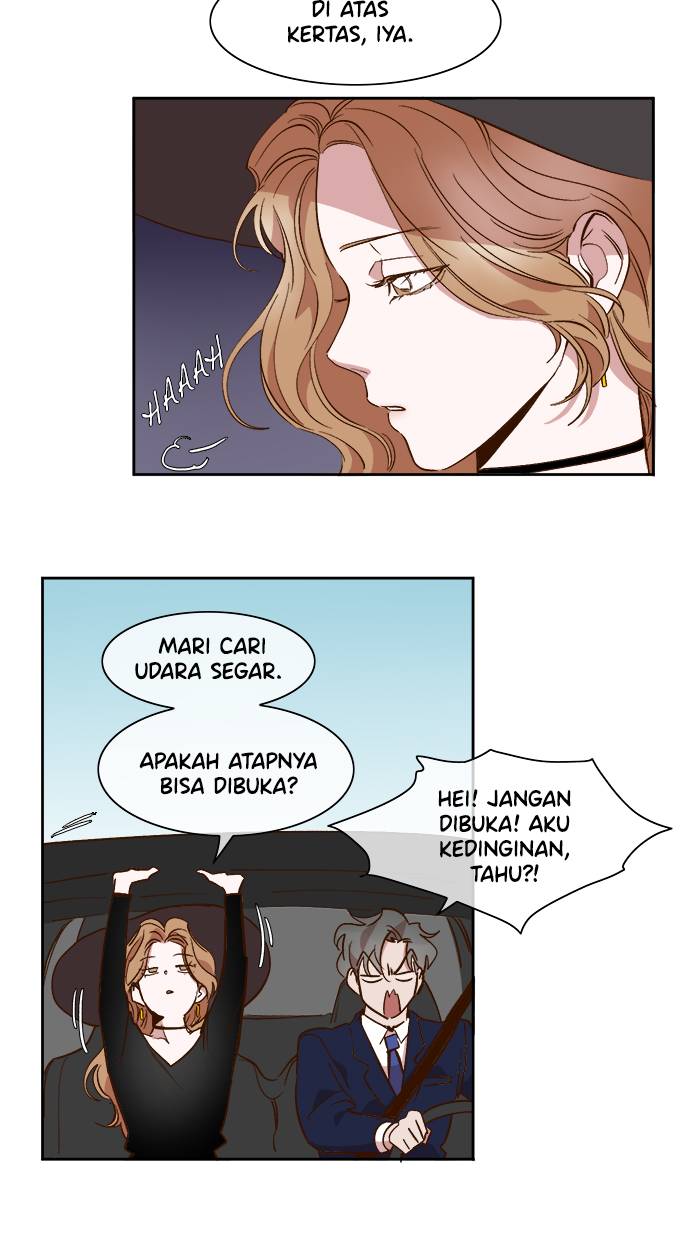 DI ATAS
KERTAS, IYA.
HAAAH
MARI CARI
UDARA SEGAR.
APAKAH ATAPNYA
BISA DIBUKA?
HEI! JANGAN
DIBUKA! AKU
KEDINGINAN,
TAHU?!